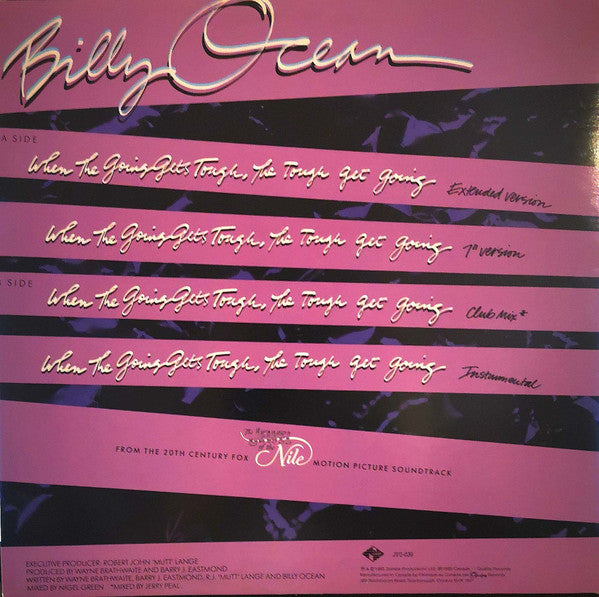 Billy Ocean
A SIDE
When The Going Gets Tough, The Tough get going Extended version
When The Going Gets Tough, The Tough get going 7" version
SIDE
When The Going Gets Tough, The Tough get going Club Mix*
When The Going Gets Tough, The Tough get going Instrumental
FROM THE 20TH CENTURY FOX The Jewel of the Nile MOTION PICTURE SOUNDTRACK
EXECUTIVE PRODUCER: ROBERT JOHN 'MUTT' LANGE
PRODUCED BY WAYNE BRATHWAITE AND BARRY J. EASTMOND
WRITTEN BY WAYNE BRATHWAITE, BARRY J. EASTMOND, R.J. 'MUTT' LANGE AND BILLY OCEAN
MIXED BY NIGEL GREEN *MIXED BY JERRY PEAL